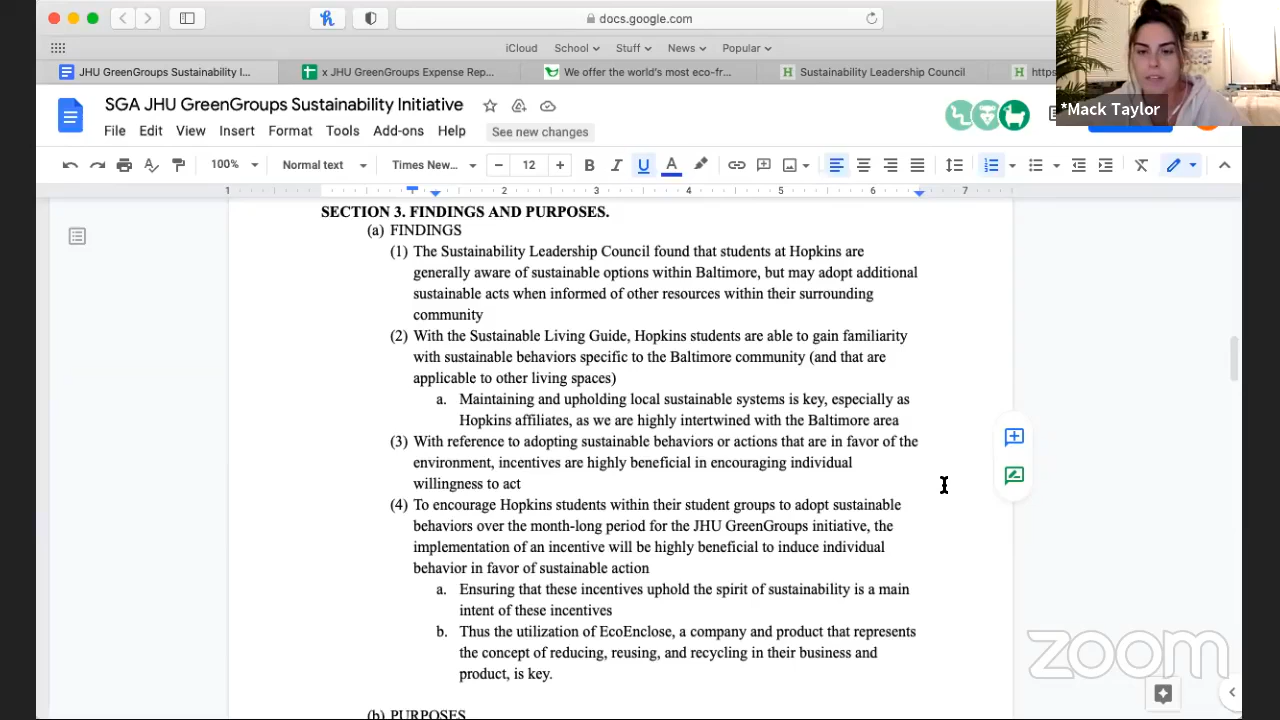 docs.google.com
iCloud School Stuff News Popular
JHU GreenGroups Sustainability I...
x JHU GreenGroups Expense Rep...
We offer the world's most eco-fr...
Sustainability Leadership Council
https
SGA JHU GreenGroups Sustainability Initiative
*Mack Taylor
File Edit View Insert Format Tools Add-ons Help See new changes
100% Normal text Times New... 12 B I U A
1 1 2 3 4 5 6 7
SECTION 3. FINDINGS AND PURPOSES.
(a) FINDINGS
(1) The Sustainability Leadership Council found that students at Hopkins are
generally aware of sustainable options within Baltimore, but may adopt additional
sustainable acts when informed of other resources within their surrounding
community
(2) With the Sustainable Living Guide, Hopkins students are able to gain familiarity
with sustainable behaviors specific to the Baltimore community (and that are
applicable to other living spaces)
a. Maintaining and upholding local sustainable systems is key, especially as
Hopkins affiliates, as we are highly intertwined with the Baltimore area
(3) With reference to adopting sustainable behaviors or actions that are in favor of the
environment, incentives are highly beneficial in encouraging individual
willingness to act
(4) To encourage Hopkins students within their student groups to adopt sustainable
behaviors over the month-long period for the JHU GreenGroups initiative, the
implementation of an incentive will be highly beneficial to induce individual
behavior in favor of sustainable action
a. Ensuring that these incentives uphold the spirit of sustainability is a main
intent of these incentives
b. Thus the utilization of EcoEnclose, a company and product that represents
the concept of reducing, reusing, and recycling in their business and
product, is key.
(b) PURPOSES
zoom